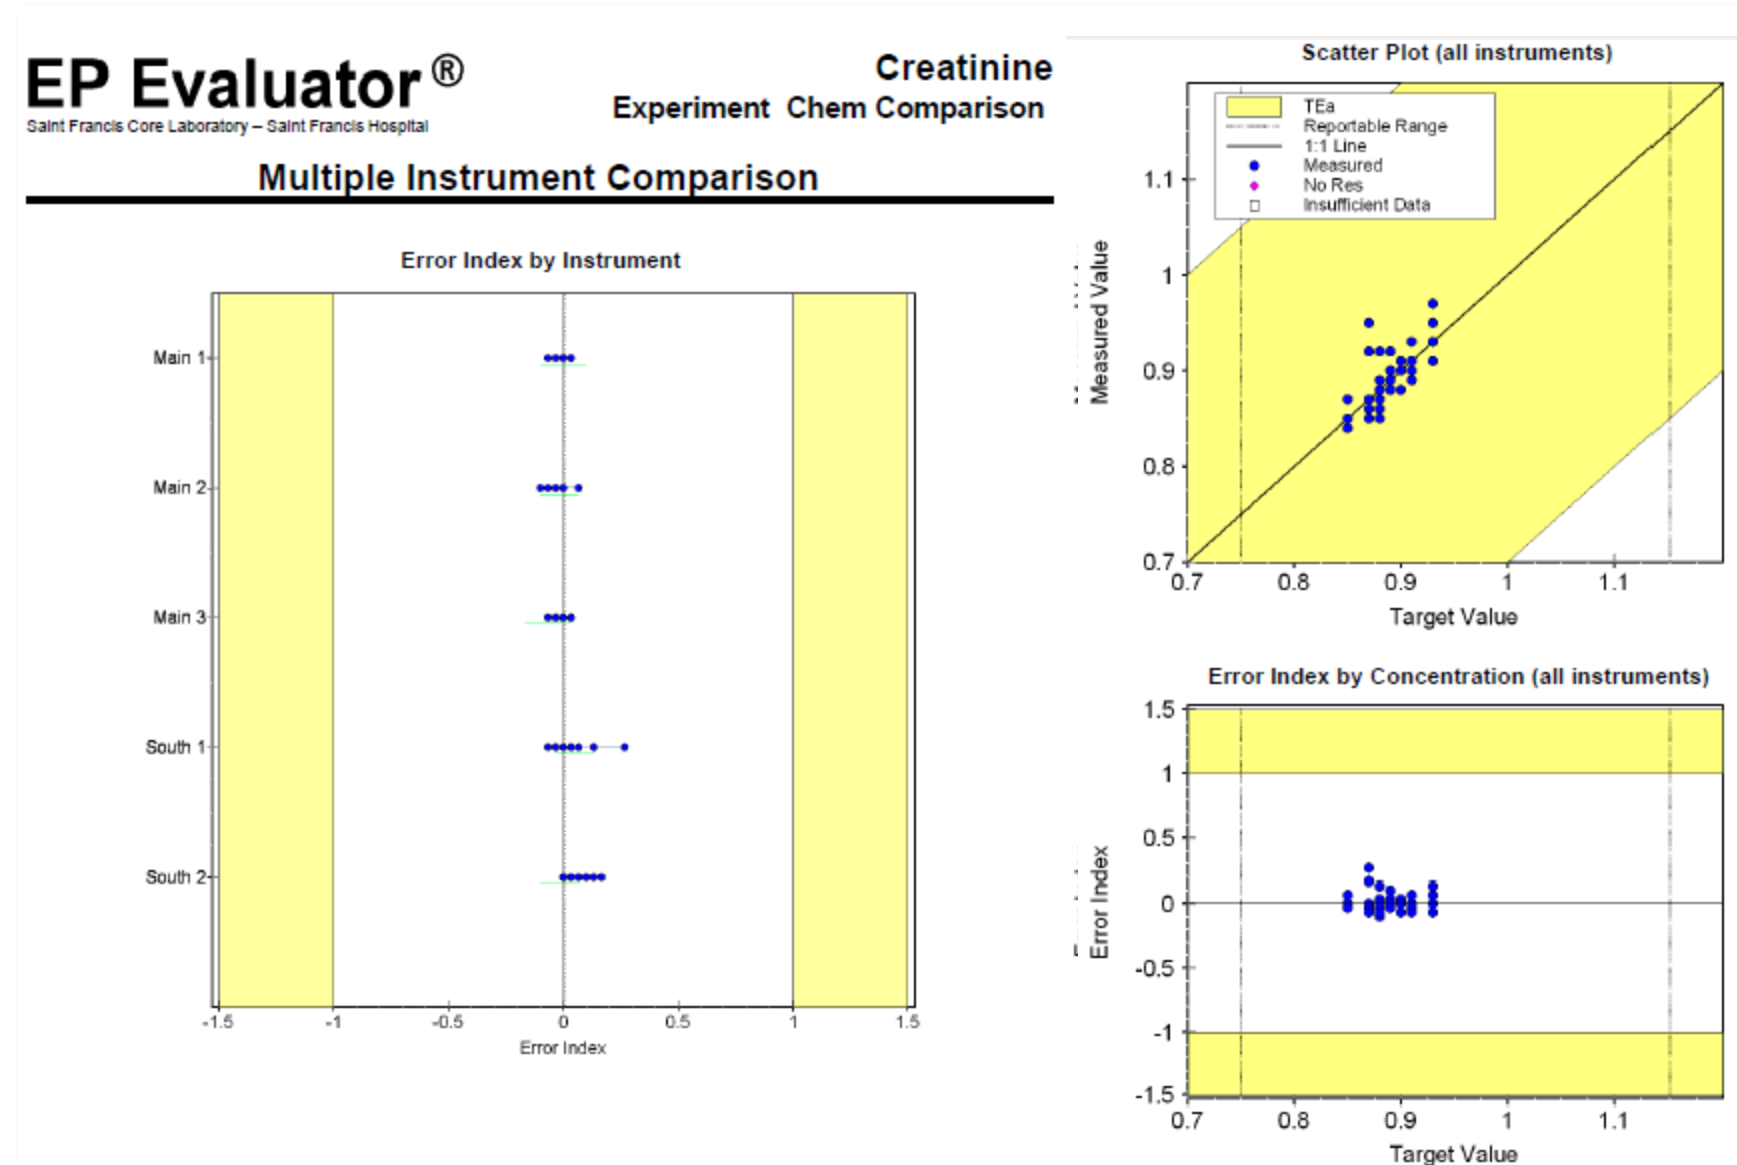 EP Evaluator®
Saint Francis Core Laboratory – Saint Francis Hospital
Creatinine
Experiment Chem Comparison
Multiple Instrument Comparison
Error Index by Instrument
Main 1
Main 2
Main 3
South 1
South 2
-1.5 -1 -0.5 0 0.5 1 1.5
Error Index
Scatter Plot (all instruments)
TEa
Reportable Range
1:1 Line
Measured
No Res
Insufficient Data
1.1
1
0.9
0.8
0.7
Measured Value
0.7 0.8 0.9 1 1.1
Target Value
Error Index by Concentration (all instruments)
1.5
1
0.5
0
-0.5
-1
-1.5
Error Index
0.7 0.8 0.9 1 1.1
Target Value